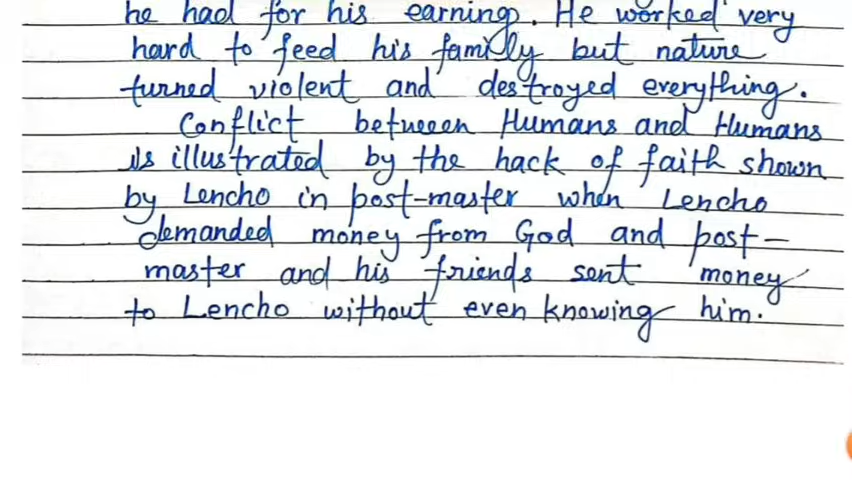 he had for his earning. He worked very
hard to feed his family but nature
turned violent and destroyed everything.
Conflict between Humans and Humans
is illustrated by the hack of faith shown
by Lencho in post-master when Lencho
demanded money from God and post-
master and his friends sent money
to Lencho without even knowing him.